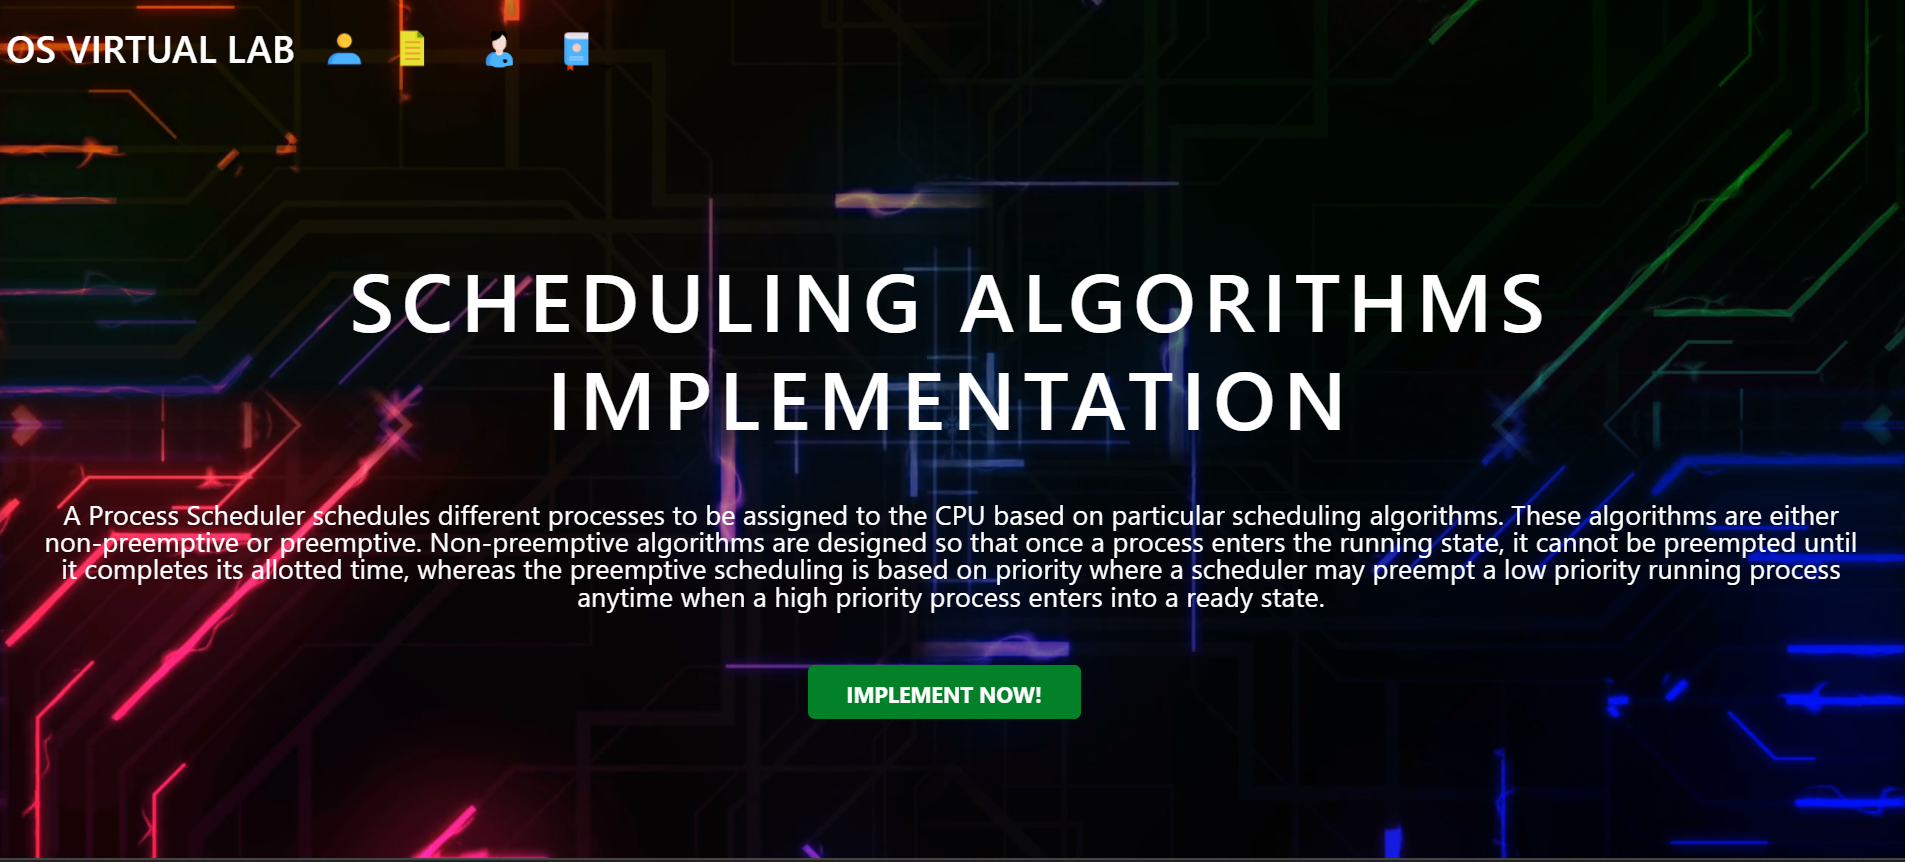 OS VIRTUAL LAB
SCHEDULING ALGORITHMS
IMPLEMENTATION
A Process Scheduler schedules different processes to be assigned to the CPU based on particular scheduling algorithms. These algorithms are either
non-preemptive or preemptive. Non-preemptive algorithms are designed so that once a process enters the running state, it cannot be preempted until
it completes its allotted time, whereas the preemptive scheduling is based on priority where a scheduler may preempt a low priority running process
anytime when a high priority process enters into a ready state.
IMPLEMENT NOW!